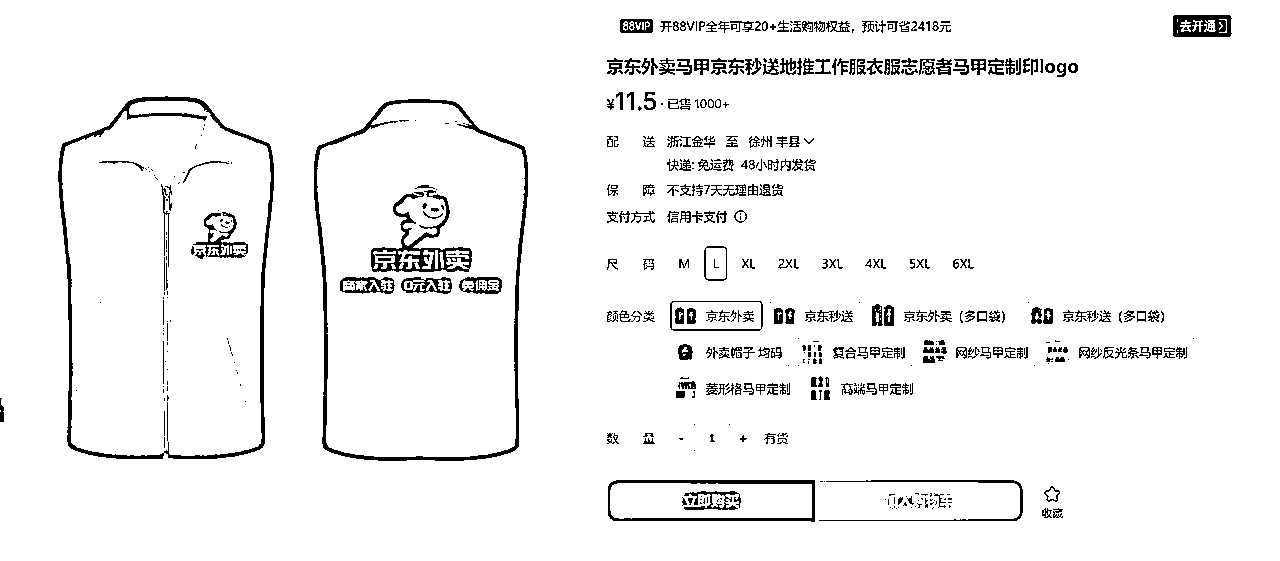 京东外卖
京东外卖
商家入驻 0元入驻 免佣金
88VIP 开88VIP全年可享20+生活购物权益，预计可省2418元 去开通
京东外卖马甲京东秒送地推工作服衣服志愿者马甲定制印logo
¥11.5 · 已售 1000+
配送 浙江金华 至 徐州 丰县
快递: 免运费 48小时内发货
保障 不支持7天无理由退货
支付方式 信用卡支付
尺码 M L XL 2XL 3XL 4XL 5XL 6XL
颜色分类 京东外卖 京东秒送 京东外卖（多口袋） 京东秒送（多口袋）
外卖帽子 均码 复合马甲定制 网纱马甲定制 网纱反光条马甲定制
菱形格马甲定制 高端马甲定制
数量 - 1 + 有货
立即购买 加入购物车
收藏